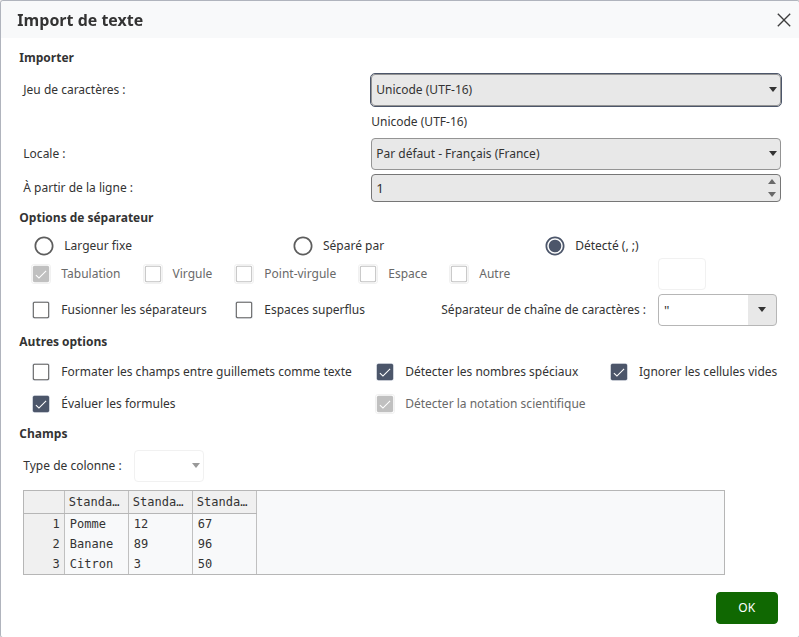 Import de texte
Importer
Jeu de caractères : Unicode (UTF-16)
Unicode (UTF-16)
Locale : Par défaut - Français (France)
À partir de la ligne : 1
Options de séparateur
Largeur fixe Séparé par Détecté (, ;)
Tabulation Virgule Point-virgule Espace Autre
Fusionner les séparateurs Espaces superflus Séparateur de chaîne de caractères : "
Autres options
Formater les champs entre guillemets comme texte Détecter les nombres spéciaux Ignorer les cellules vides
Évaluer les formules Détecter la notation scientifique
Champs
Type de colonne :
Standa… Standa… Standa…
1 Pomme 12 67
2 Banane 89 96
3 Citron 3 50
OK